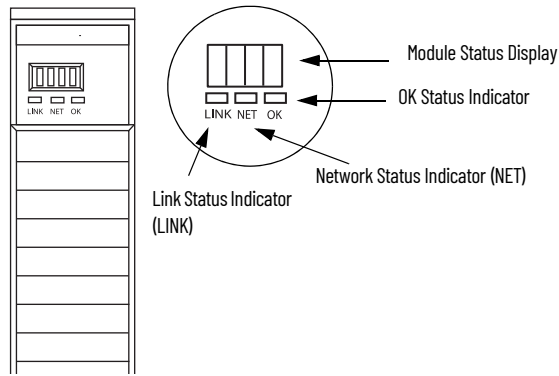 LINK NET OK
LINK NET OK
Module Status Display
OK Status Indicator
Network Status Indicator (NET)
Link Status Indicator
(LINK)